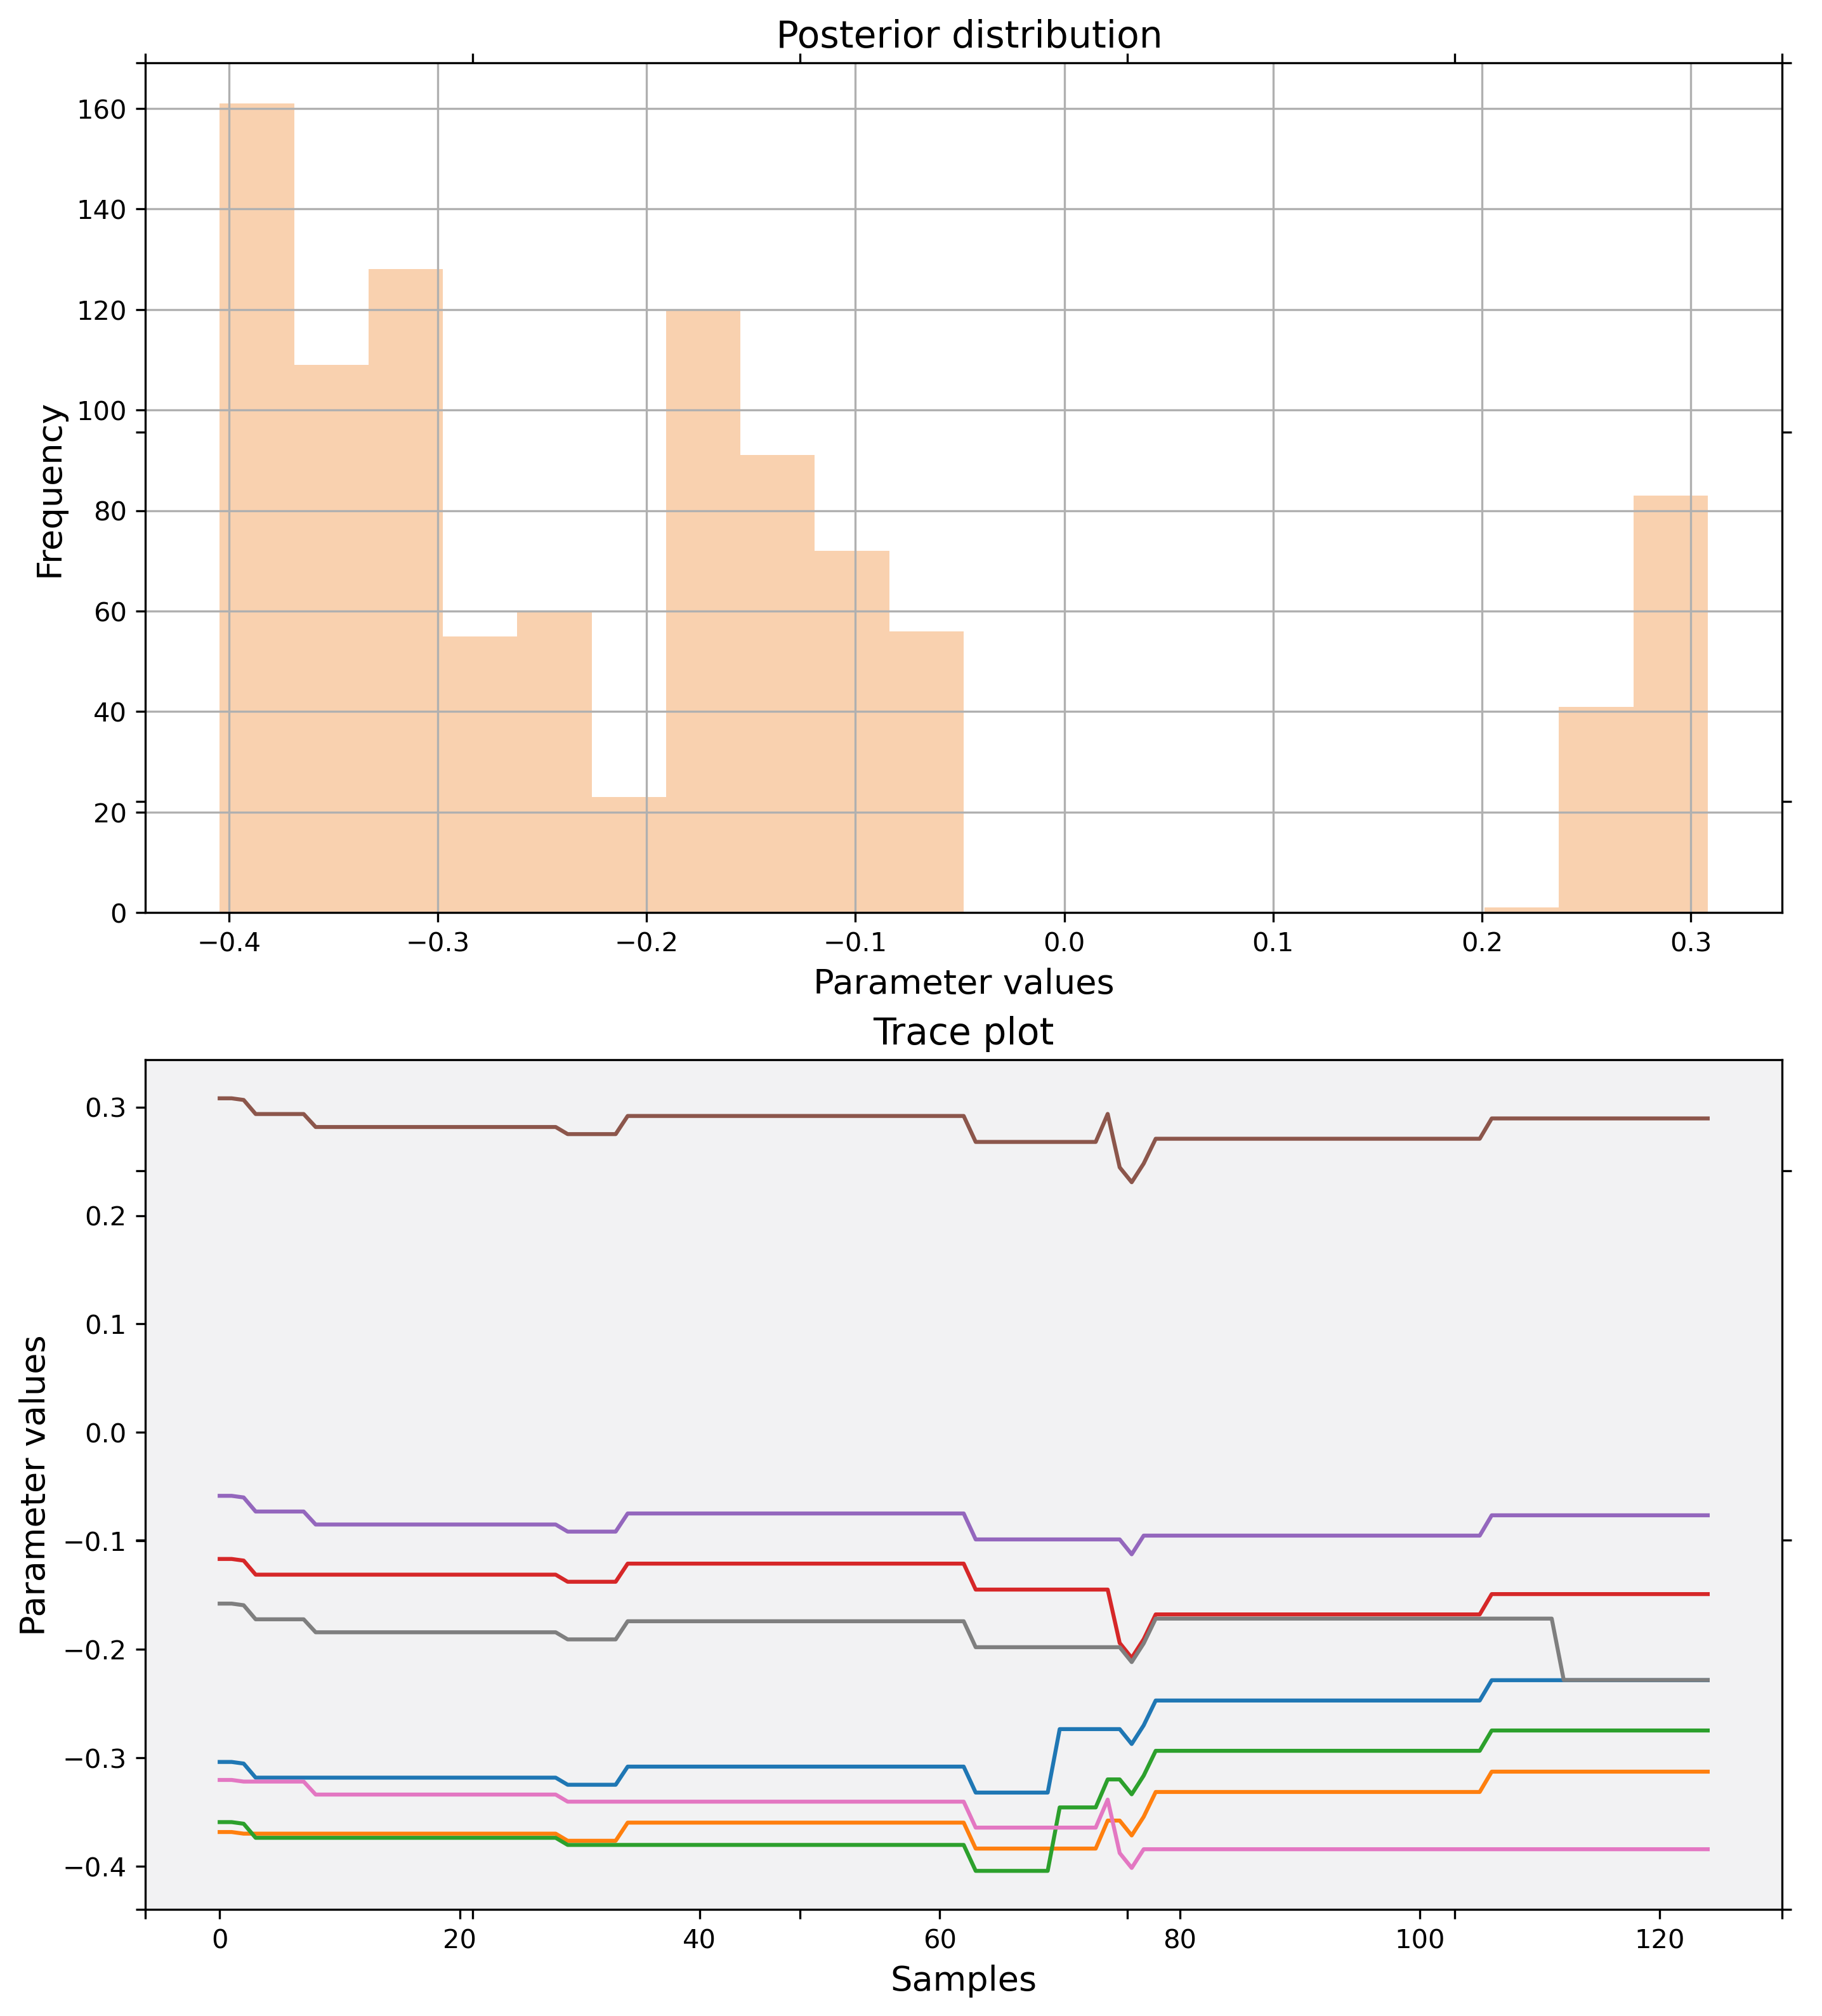 Posterior distribution
160
140
120
100
80
60
40
20
0
Frequency
−0.4 −0.3 −0.2 −0.1 0.0 0.1 0.2 0.3
Parameter values
Trace plot
0.3
0.2
0.1
0.0
−0.1
−0.2
−0.3
−0.4
Parameter values
0 20 40 60 80 100 120
Samples